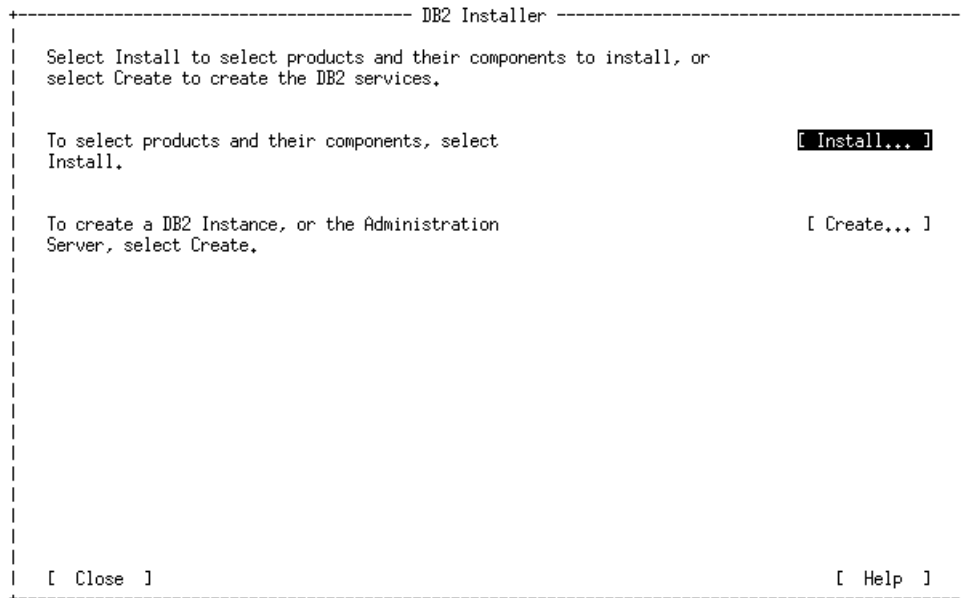 DB2 Installer
Select Install to select products and their components to install, or
select Create to create the DB2 services.
To select products and their components, select [ Install... ]
Install.
To create a DB2 Instance, or the Administration [ Create... ]
Server, select Create.
[ Close ] [ Help ]